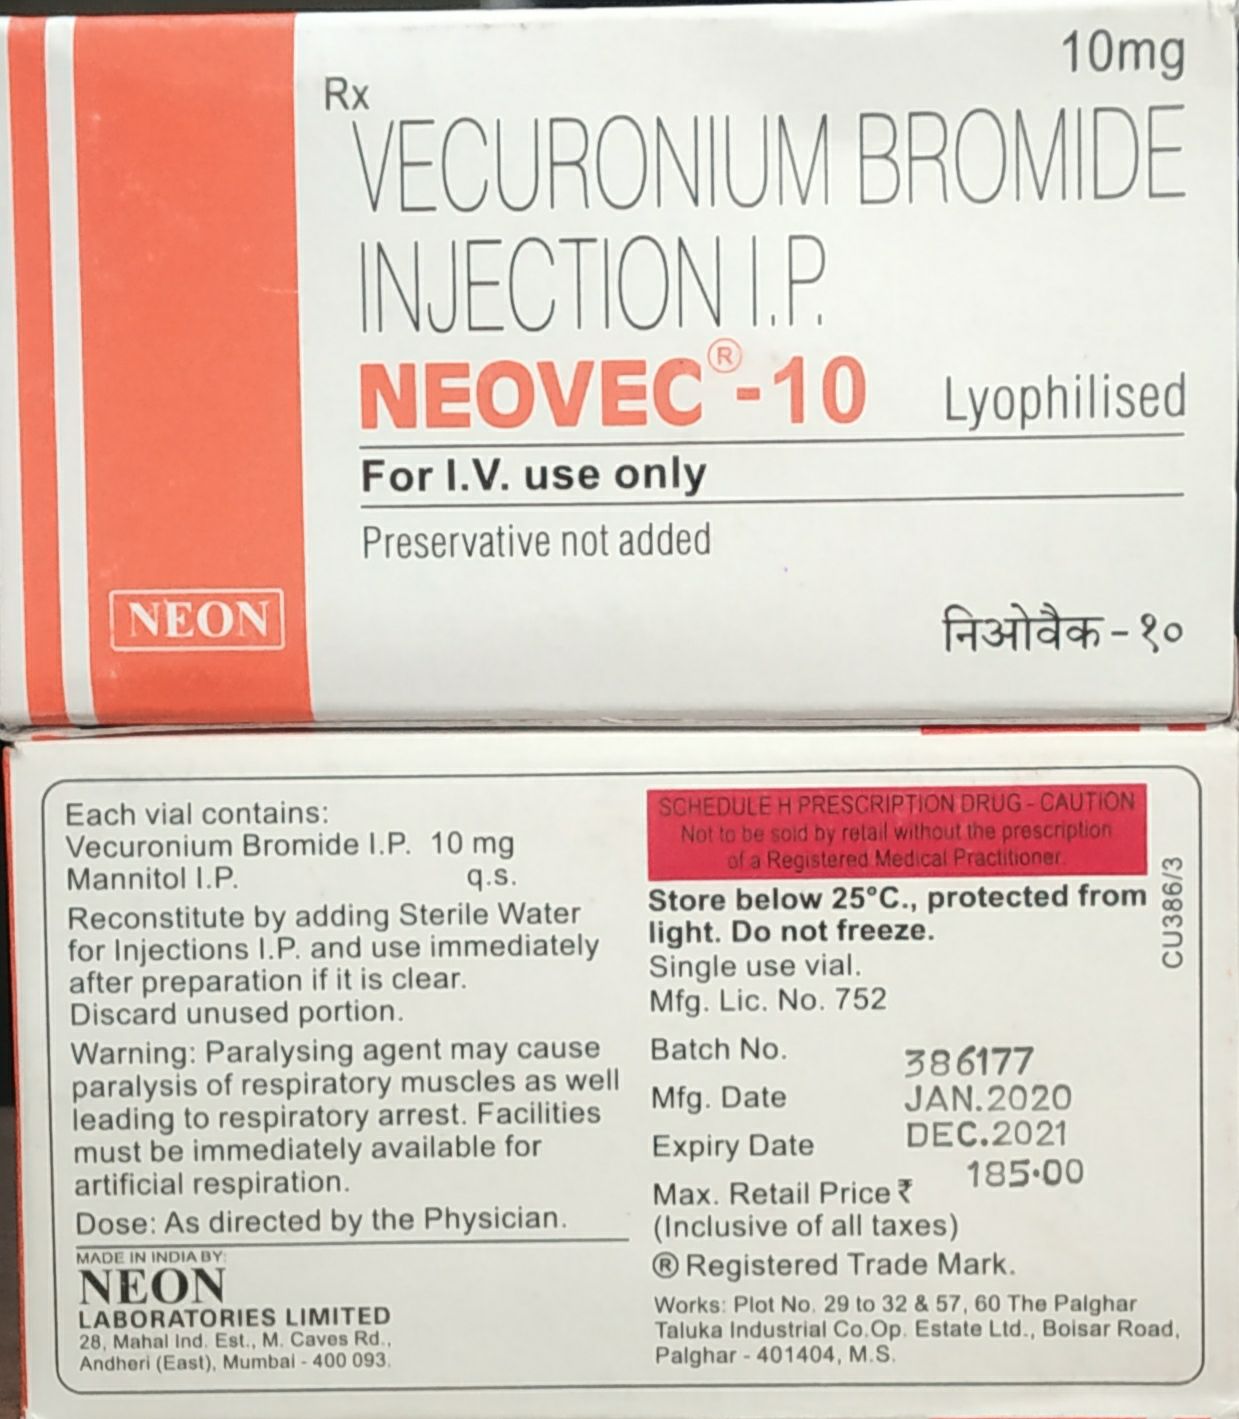 10mg
Rx
VECURONIUM BROMIDE
INJECTION I.P.
NEOVEC®-10 Lyophilised
For I.V. use only
Preservative not added
NEON
निओवैक - १०
Each vial contains:
Vecuronium Bromide I.P. 10 mg
Mannitol I.P. q.s.
Reconstitute by adding Sterile Water
for Injections I.P. and use immediately
after preparation if it is clear.
Discard unused portion.
Warning: Paralysing agent may cause
paralysis of respiratory muscles as well
leading to respiratory arrest. Facilities
must be immediately available for
artificial respiration.
Dose: As directed by the Physician.
MADE IN INDIA BY:
NEON
LABORATORIES LIMITED
28, Mahal Ind. Est., M. Caves Rd.,
Andheri (East), Mumbai - 400 093.
SCHEDULE H PRESCRIPTION DRUG - CAUTION
Not to be sold by retail without the prescription
of a Registered Medical Practitioner.
Store below 25°C., protected from
light. Do not freeze.
Single use vial.
Mfg. Lic. No. 752
Batch No. 386177
Mfg. Date JAN.2020
Expiry Date DEC.2021
Max. Retail Price ₹ 185.00
(Inclusive of all taxes)
® Registered Trade Mark.
Works: Plot No. 29 to 32 & 57, 60 The Palghar
Taluka Industrial Co.Op. Estate Ltd., Boisar Road,
Palghar - 401404, M.S.
CU386/3